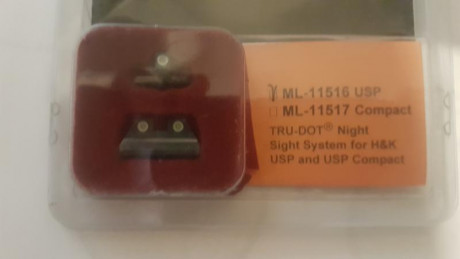 ML-11516 USP
ML-11517 Compact
TRU-DOT® Night
Sight System for H&K
USP and USP Compact